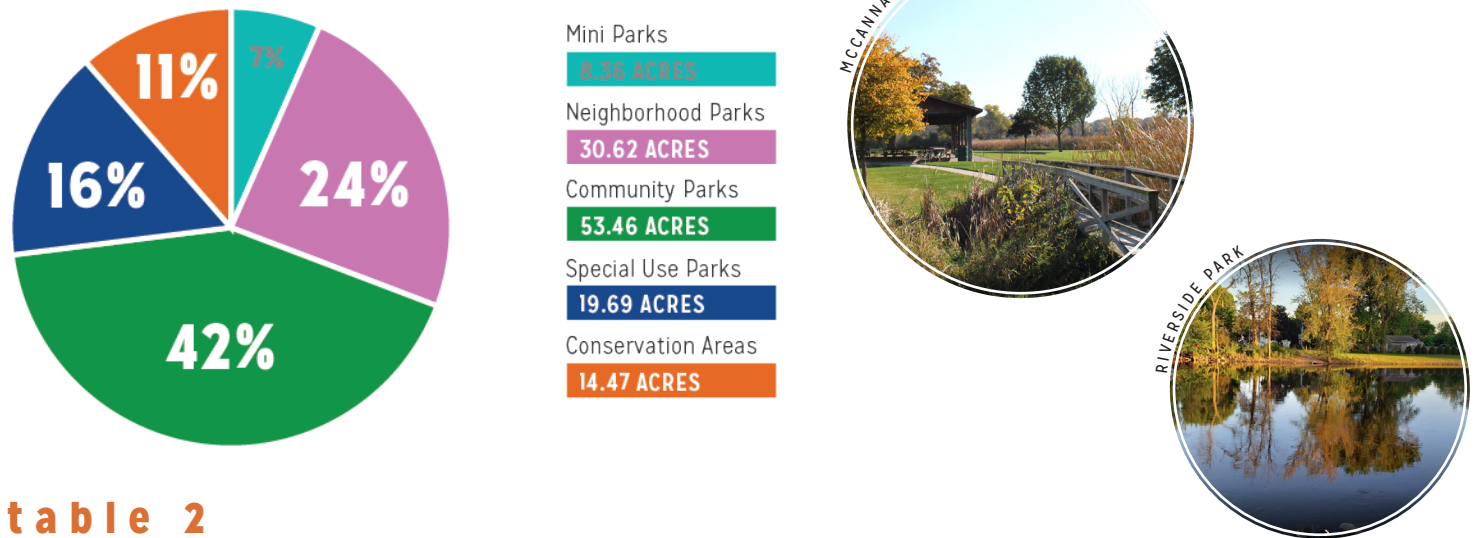 7%
11%
24%
16%
42%
Mini Parks
8.36 ACRES
Neighborhood Parks
30.62 ACRES
Community Parks
53.46 ACRES
Special Use Parks
19.69 ACRES
Conservation Areas
14.47 ACRES
MCCANNA
RIVERSIDE PARK
table 2